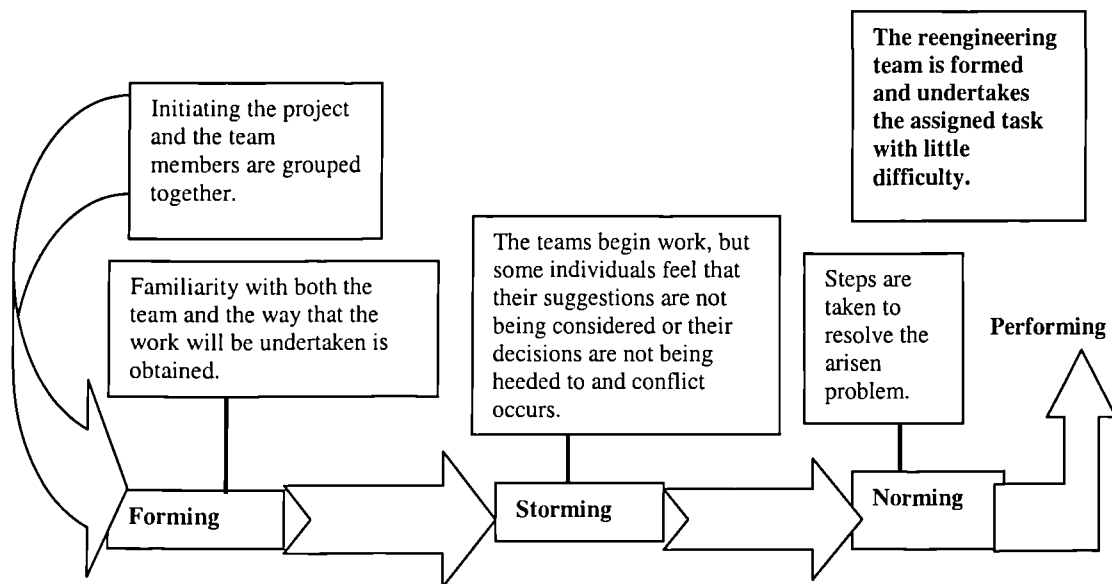 Initiating the project
and the team
members are grouped
together.
Familiarity with both the
team and the way that the
work will be undertaken is
obtained.
The teams begin work, but
some individuals feel that
their suggestions are not
being considered or their
decisions are not being
heeded to and conflict
occurs.
The reengineering
team is formed
and undertakes
the assigned task
with little
difficulty.
Steps are
taken to
resolve the
arisen
problem.
Performing
Forming
Storming
Norming